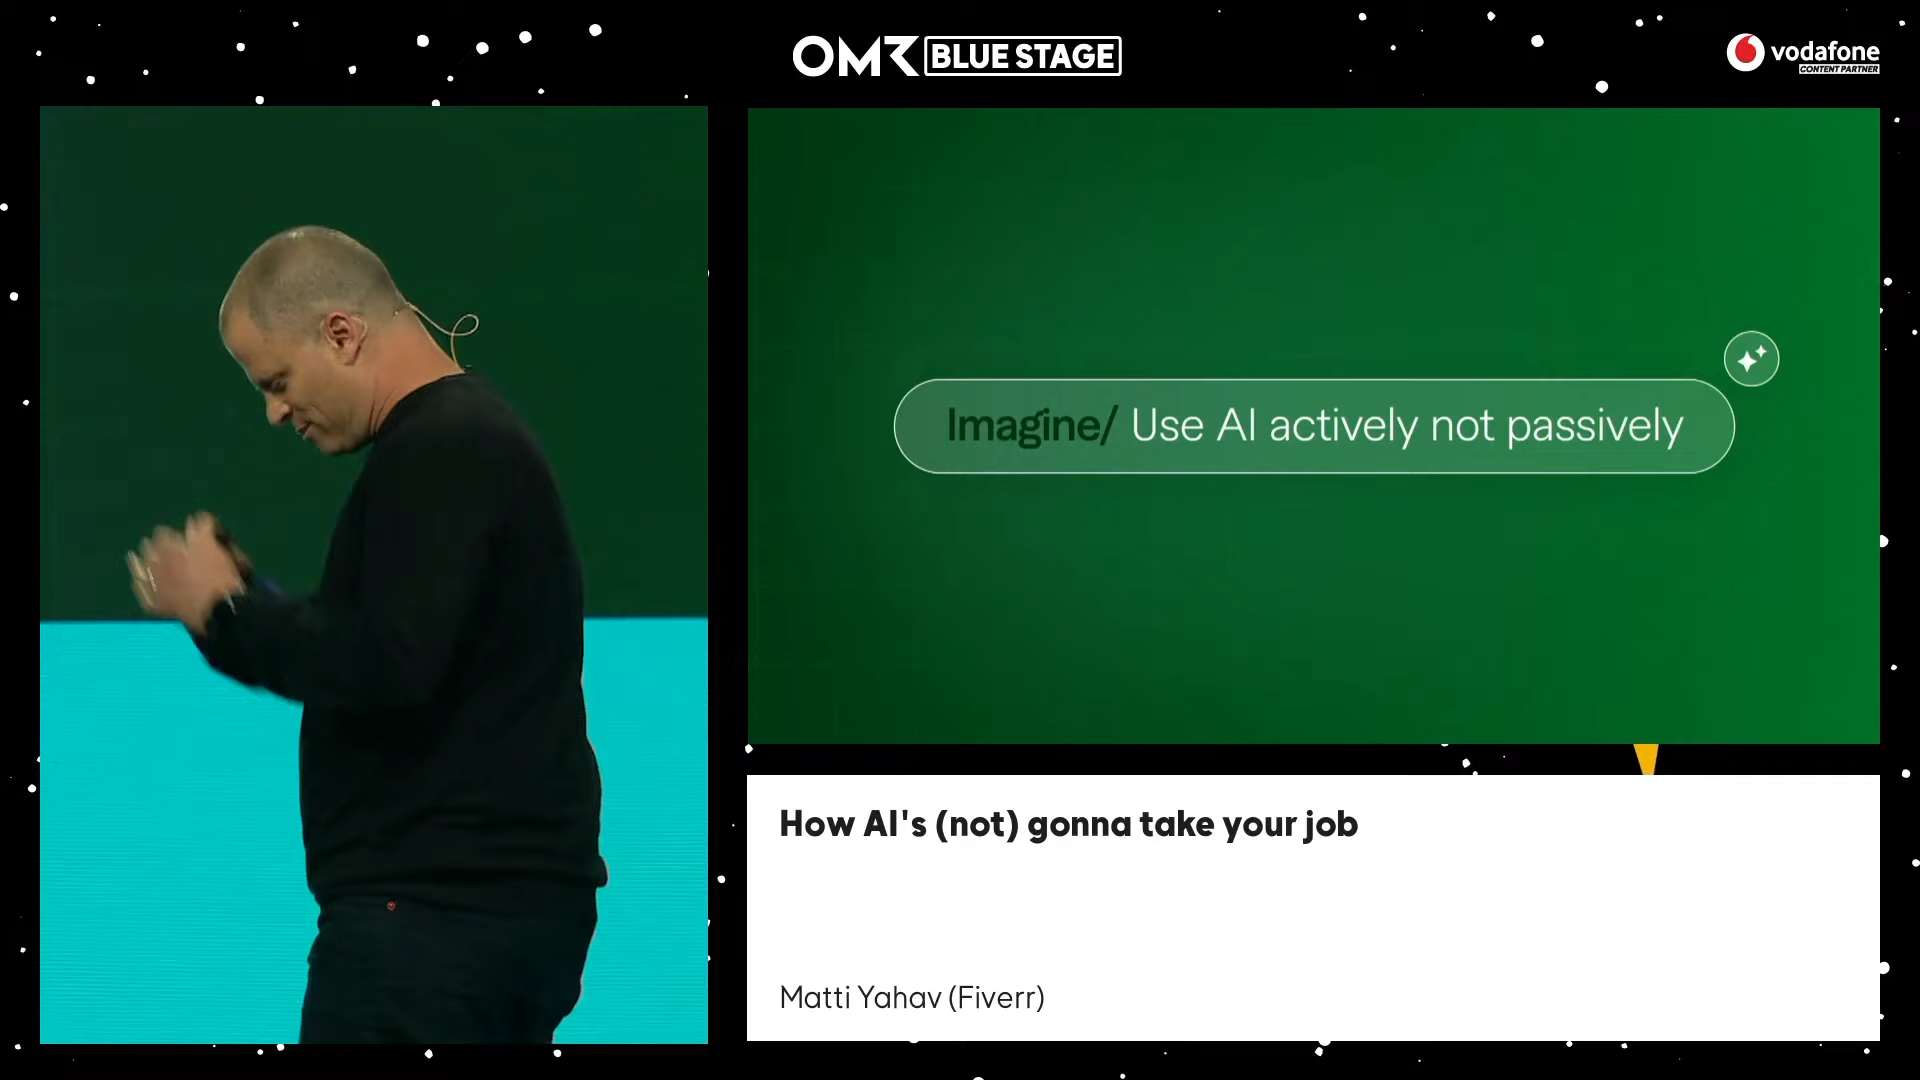 OMR BLUE STAGE
vodafone
CONTENT PARTNER
Imagine/ Use AI actively not passively
How AI's (not) gonna take your job
Matti Yahav (Fiverr)